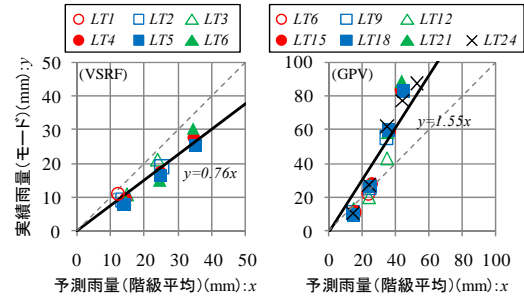 LT1 LT2 LT3
LT4 LT5 LT6
LT6 LT9 LT12
LT15 LT18 LT21 LT24
実績雨量(モード)(mm):y
50
40
30
20
10
0
(VSRF)
y=0.76x
0 10 20 30 40 50
予測雨量(階級平均)(mm):x
100
80
60
40
20
0
(GPV)
y=1.55x
0 20 40 60 80 100
予測雨量(階級平均)(mm):x